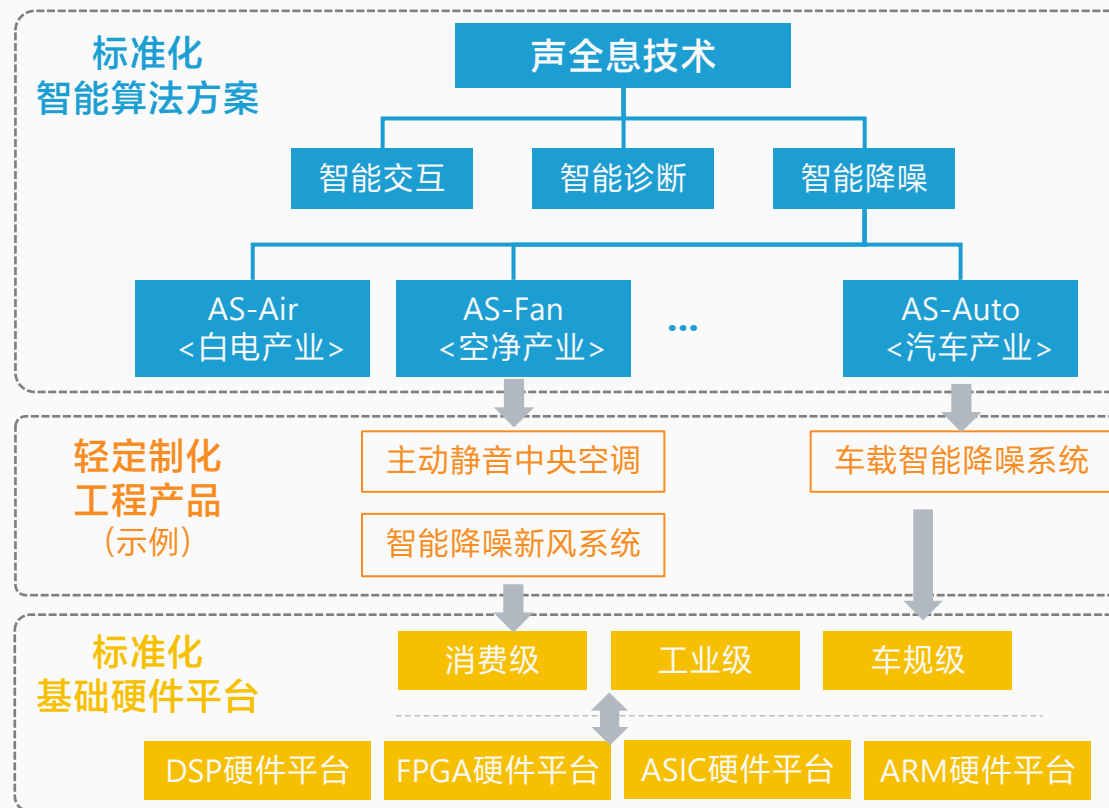 标准化
智能算法方案
声全息技术
智能交互
智能诊断
智能降噪
AS-Air
<白电产业>
AS-Fan
<空净产业>
...
AS-Auto
<汽车产业>
轻定制化
工程产品
（示例）
主动静音中央空调
车载智能降噪系统
智能降噪新风系统
标准化
基础硬件平台
消费级
工业级
车规级
DSP硬件平台
FPGA硬件平台
ASIC硬件平台
ARM硬件平台